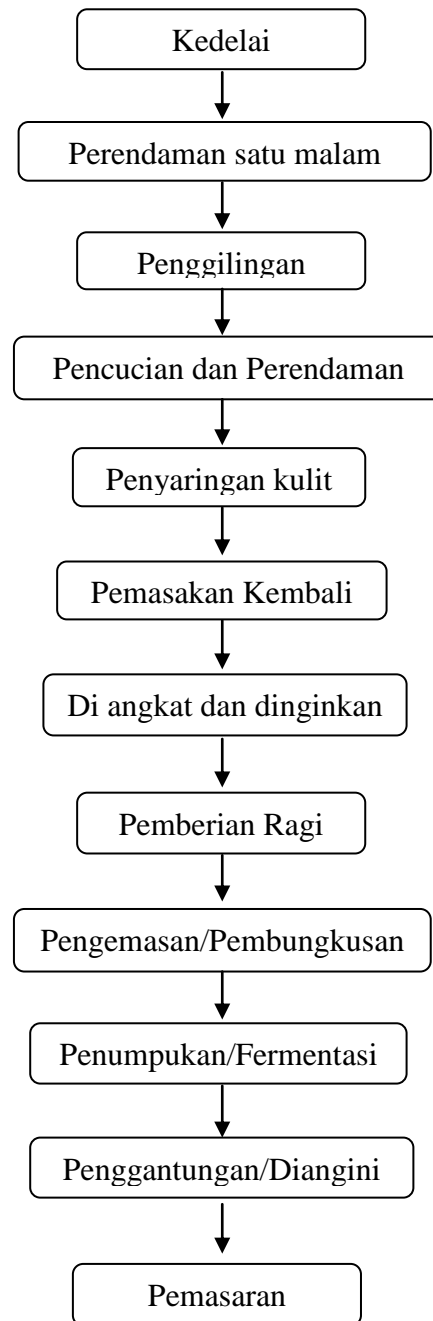 Kedelai
Perendaman satu malam
Penggilingan
Pencucian dan Perendaman
Penyaringan kulit
Pemasakan Kembali
Di angkat dan dinginkan
Pemberian Ragi
Pengemasan/Pembungkusan
Penumpukan/Fermentasi
Penggantungan/Diangini
Pemasaran